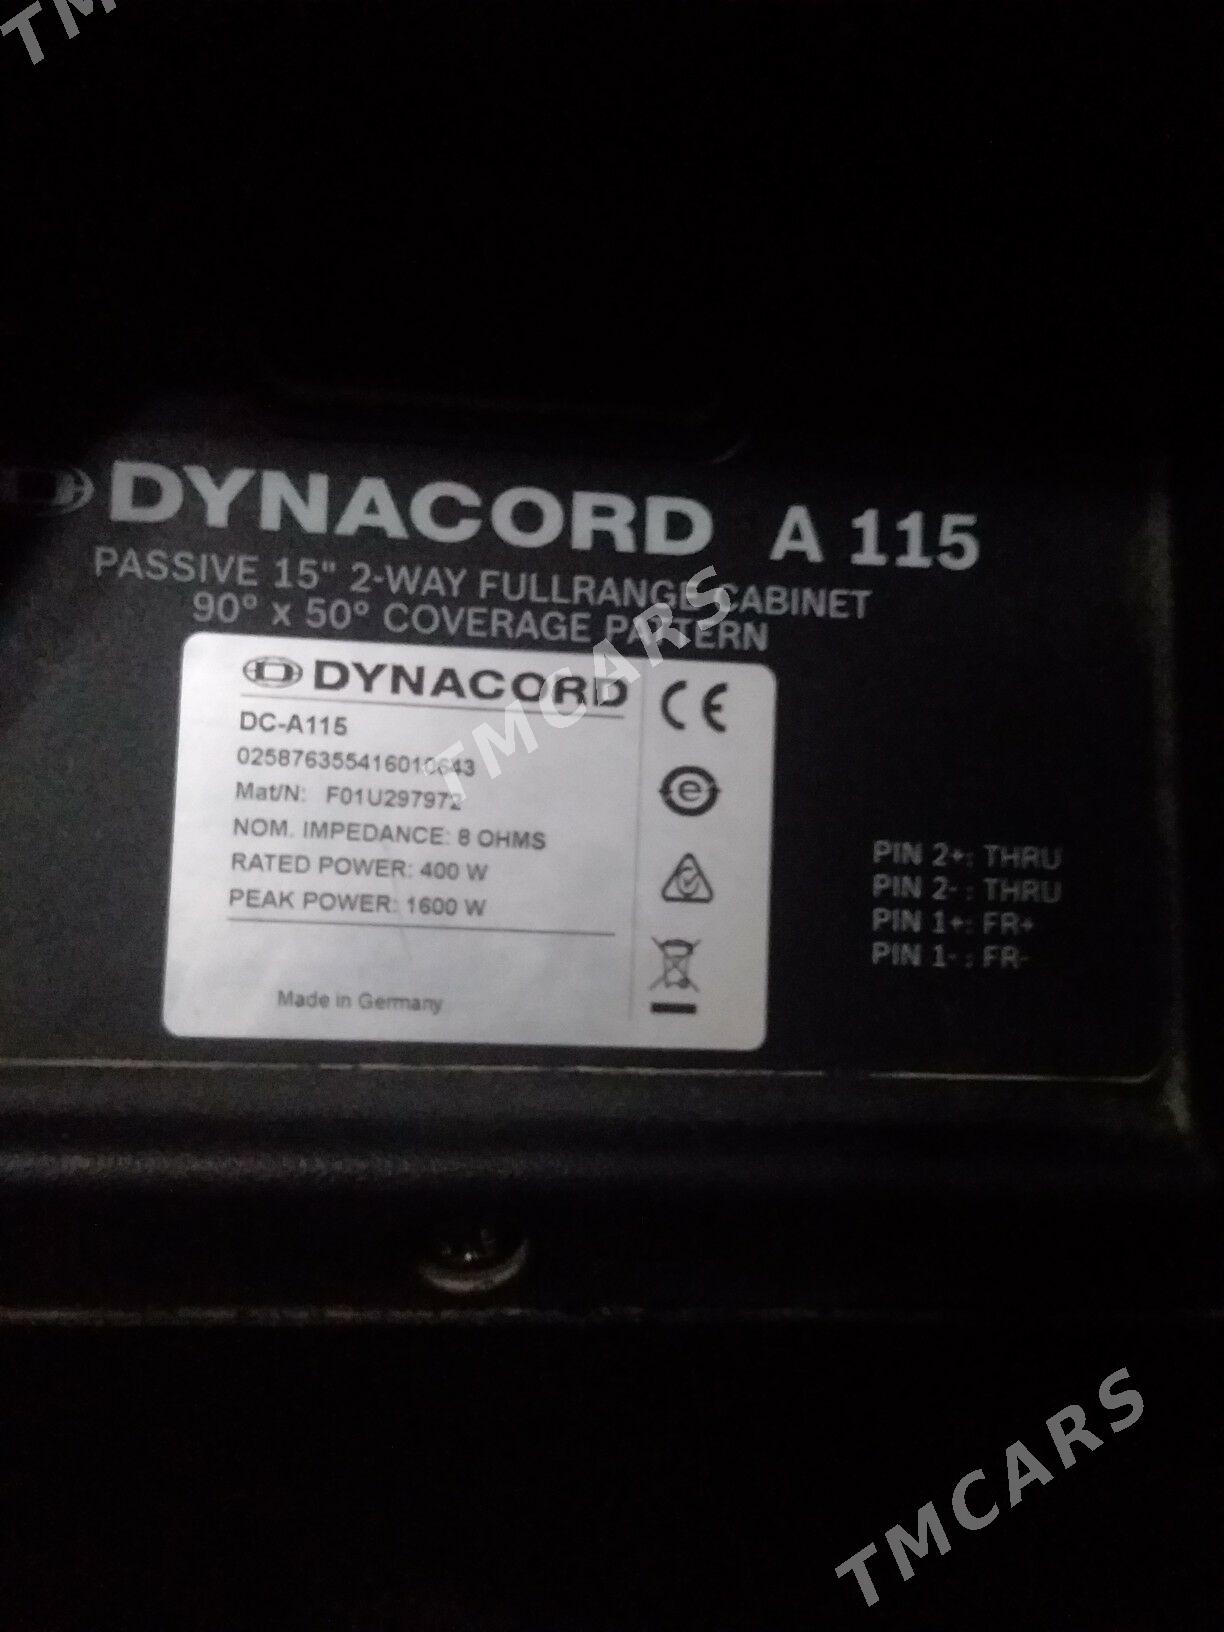 DYNACORD A 115
PASSIVE 15" 2-WAY FULLRANGE CABINET
90° x 50° COVERAGE PATTERN
DYNACORD
DC-A115
025876355416010643
Mat/N: F01U297972
NOM. IMPEDANCE: 8 OHMS
RATED POWER: 400 W
PEAK POWER: 1600 W
Made in Germany
CE
e
PIN 2+: THRU
PIN 2- : THRU
PIN 1+: FR+
PIN 1- : FR-
TMCARS
TMCARS